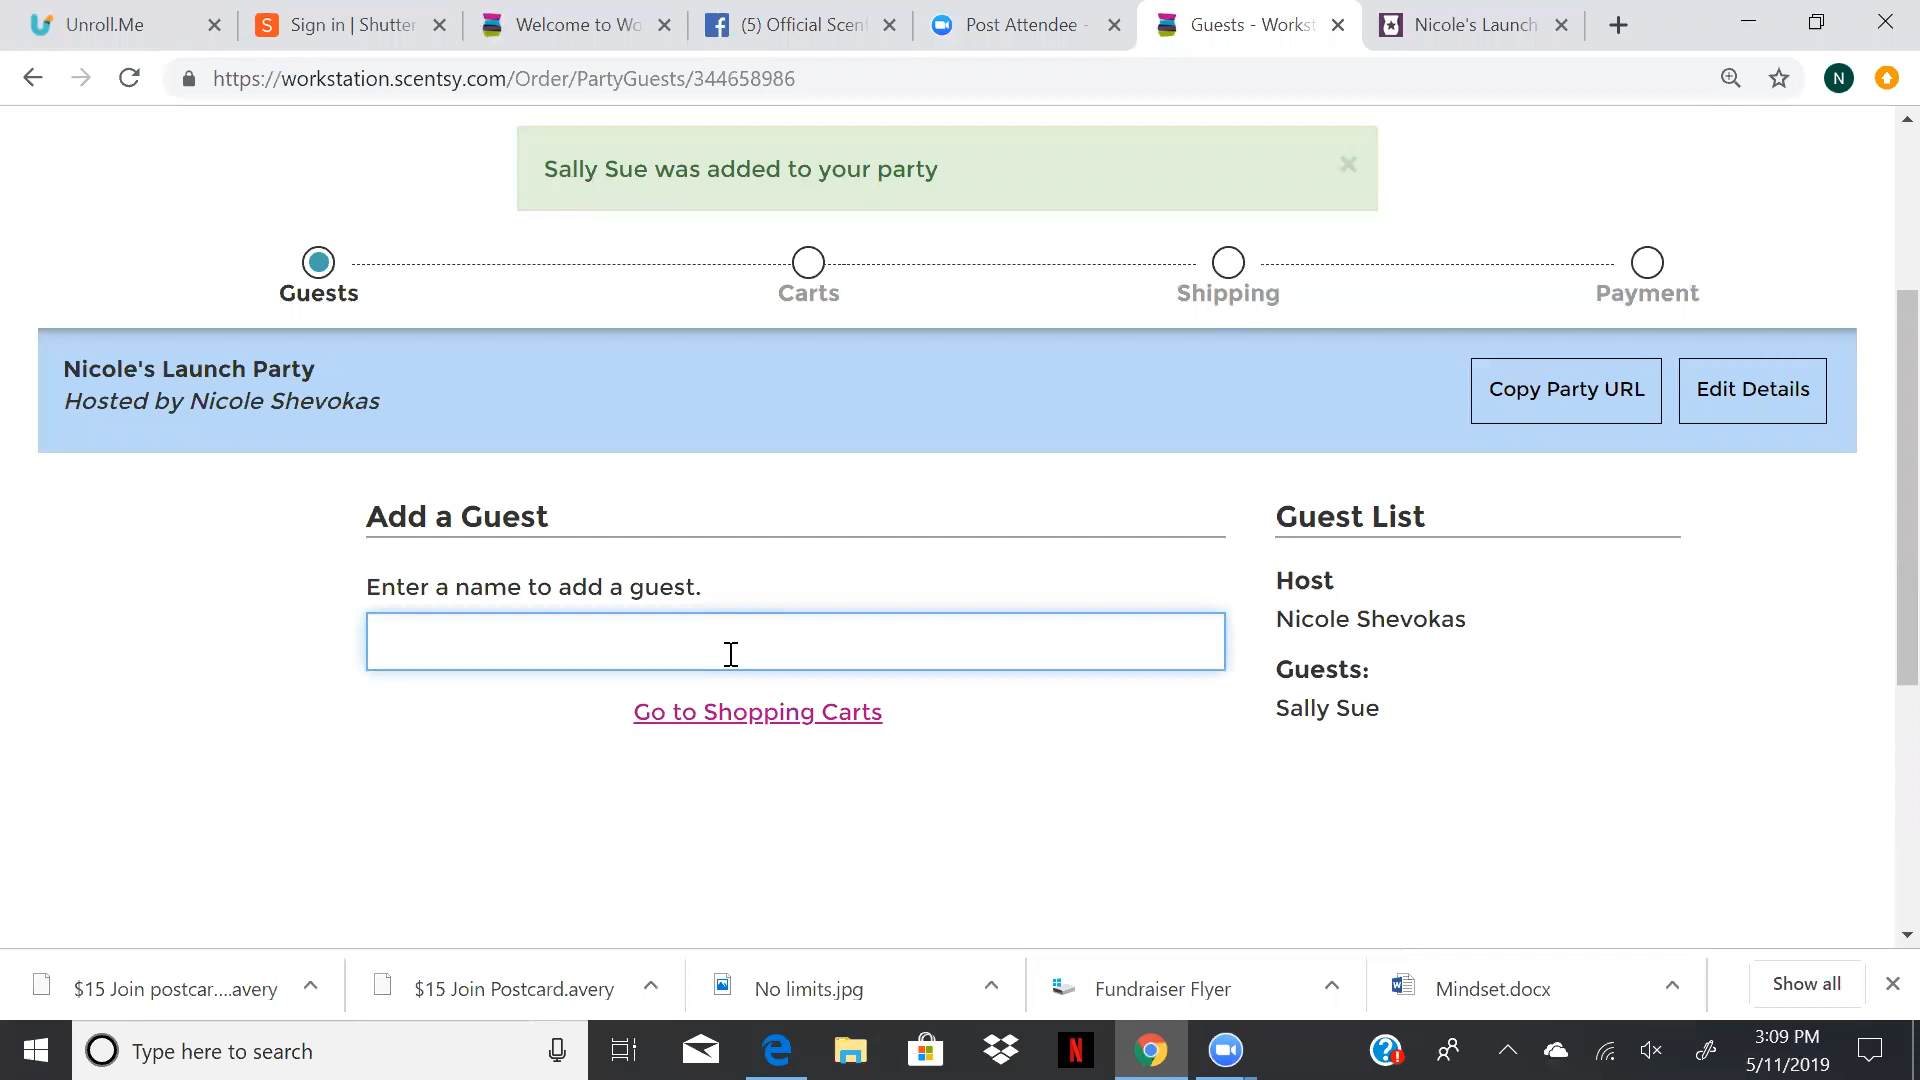 Unroll.Me
Sign in | Shutter
Welcome to Wo
(5) Official Scen
Post Attendee -
Guests - Workst
Nicole's Launch
https://workstation.scentsy.com/Order/PartyGuests/344658986
N
Sally Sue was added to your party
Guests
Carts
Shipping
Payment
Nicole's Launch Party
Hosted by Nicole Shevokas
Copy Party URL
Edit Details
Add a Guest
Enter a name to add a guest.
Go to Shopping Carts
Guest List
Host
Nicole Shevokas
Guests:
Sally Sue
$15 Join postcar....avery
$15 Join Postcard.avery
No limits.jpg
Fundraiser Flyer
Mindset.docx
Show all
Type here to search
3:09 PM
5/11/2019